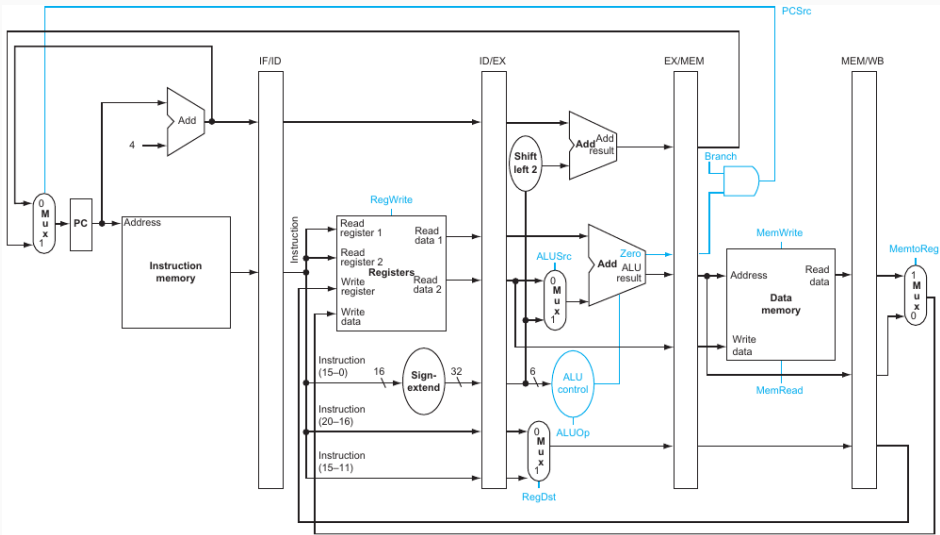 PCSrc
IF/ID
ID/EX
EX/MEM
MEM/WB
Add
4
Add
Add
result
Shift
left 2
Branch
0
M
u
x
1
PC
Address
Instruction
memory
Instruction
RegWrite
Read
register 1
Read
register 2
Write
register
Write
data
Registers
Read
data 1
Read
data 2
ALUSrc
0
M
u
x
1
Add
Zero
ALU
result
MemWrite
Address
Read
data
Data
memory
Write
data
MemRead
MemtoReg
1
M
u
x
0
Instruction
(15–0)
16
Sign-
extend
32
6
ALU
control
ALUOp
Instruction
(20–16)
Instruction
(15–11)
0
M
u
x
1
RegDst